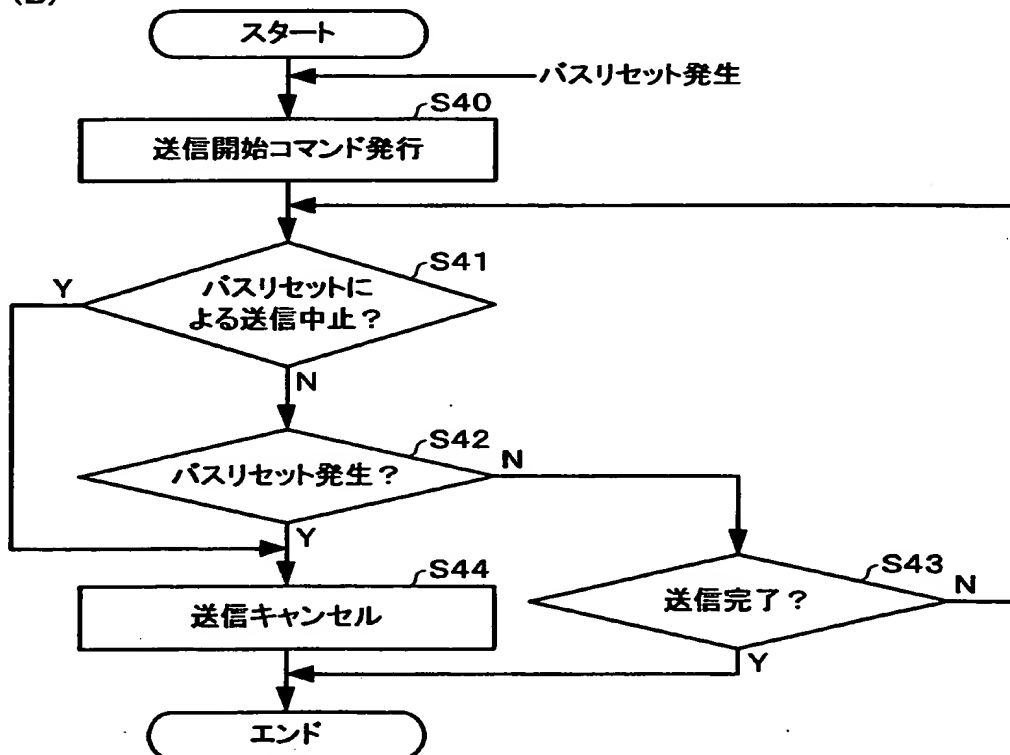 (B)
スタート
バスリセット発生
S40
送信開始コマンド発行
S41
Y
バスリセットに
よる送信中止？
N
S42
バスリセット発生？
N
Y
S43
送信完了？
N
Y
S44
送信キャンセル
エンド